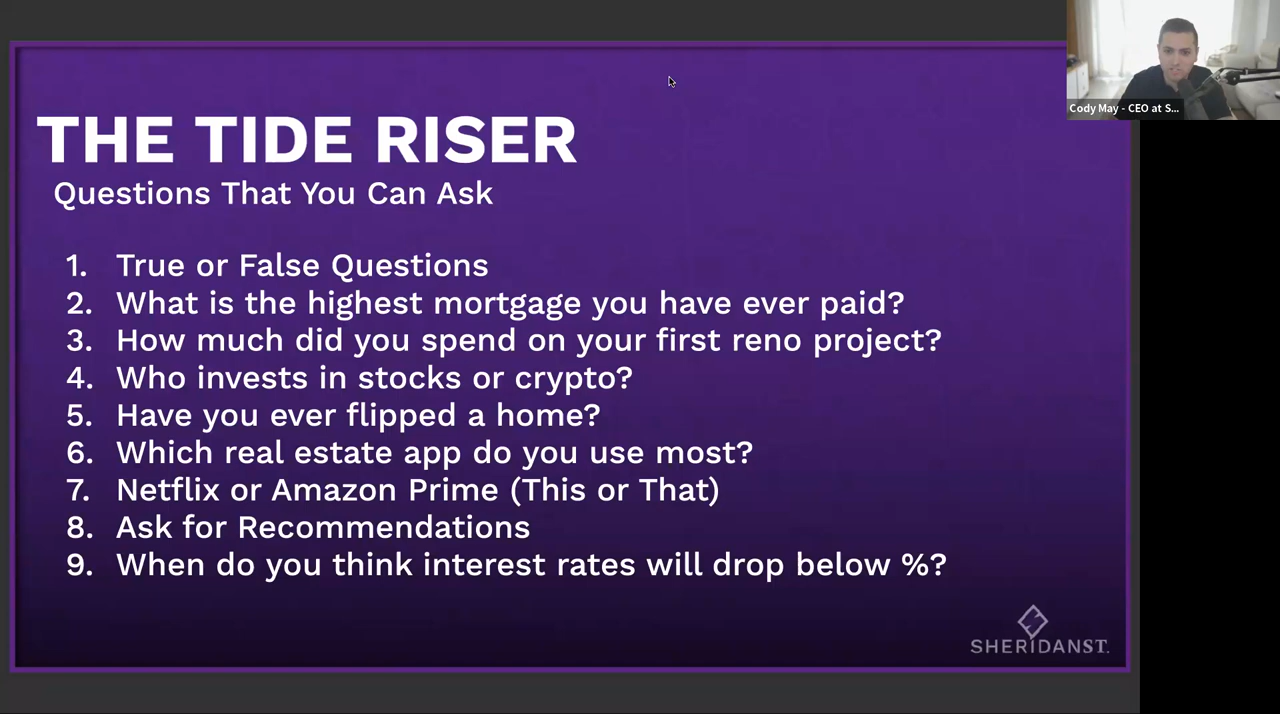 Cody May - CEO at S...
THE TIDE RISER
Questions That You Can Ask
1. True or False Questions
2. What is the highest mortgage you have ever paid?
3. How much did you spend on your first reno project?
4. Who invests in stocks or crypto?
5. Have you ever flipped a home?
6. Which real estate app do you use most?
7. Netflix or Amazon Prime (This or That)
8. Ask for Recommendations
9. When do you think interest rates will drop below %?
SHERIDANST.